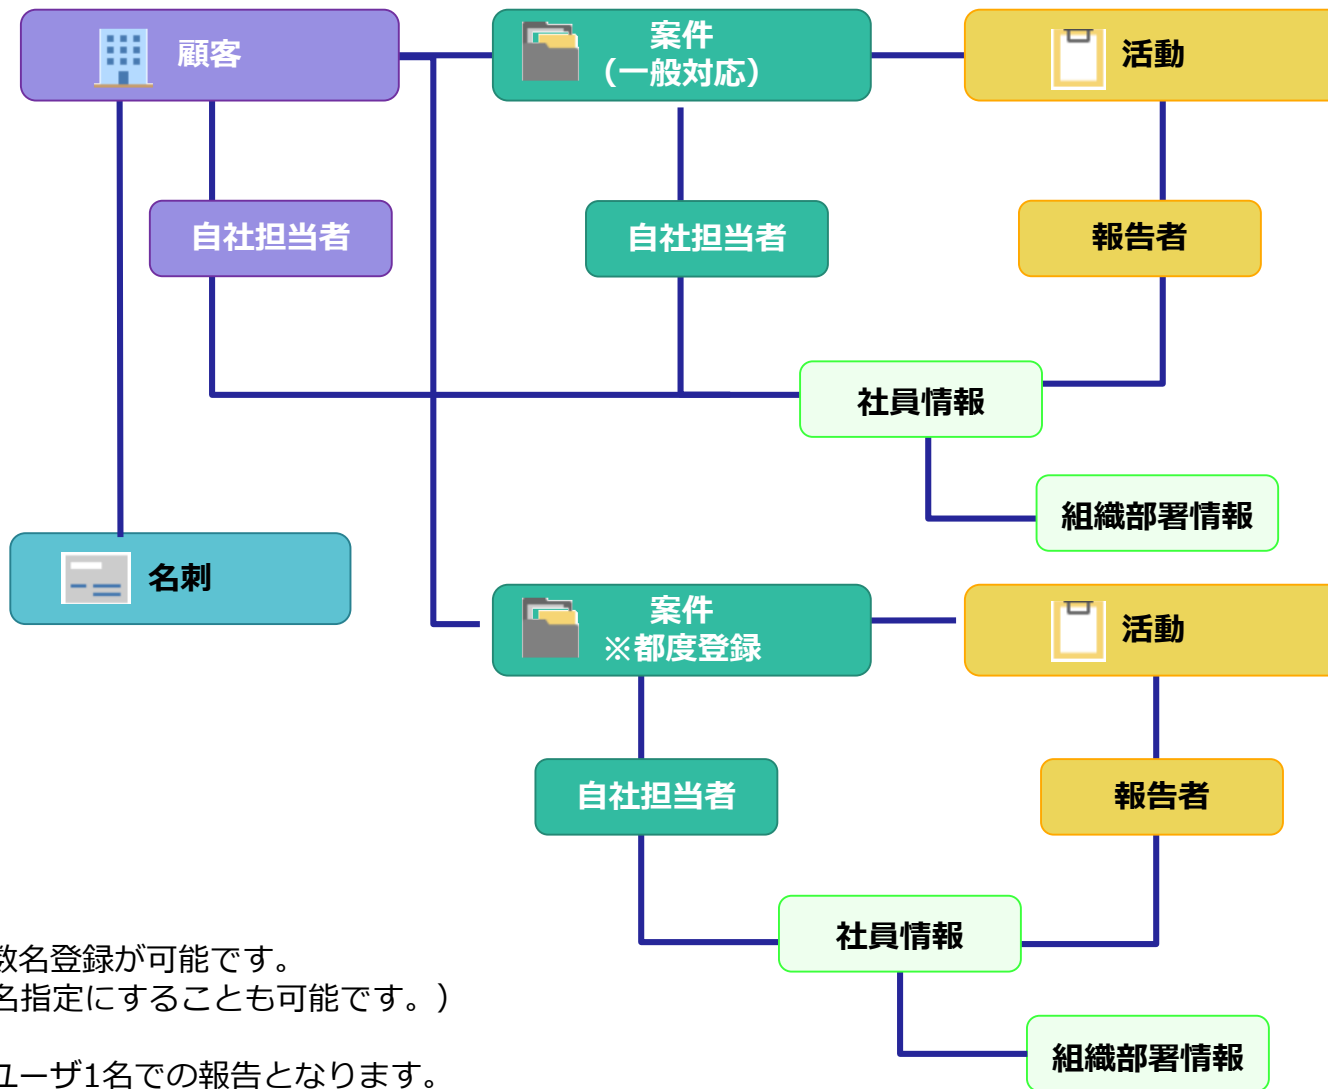 顧客
案件
（一般対応）
活動
自社担当者
自社担当者
報告者
社員情報
組織部署情報
名刺
案件
※都度登録
活動
自社担当者
報告者
社員情報
組織部署情報
数名登録が可能です。
名指定にすることも可能です。）
ユーザ1名での報告となります。